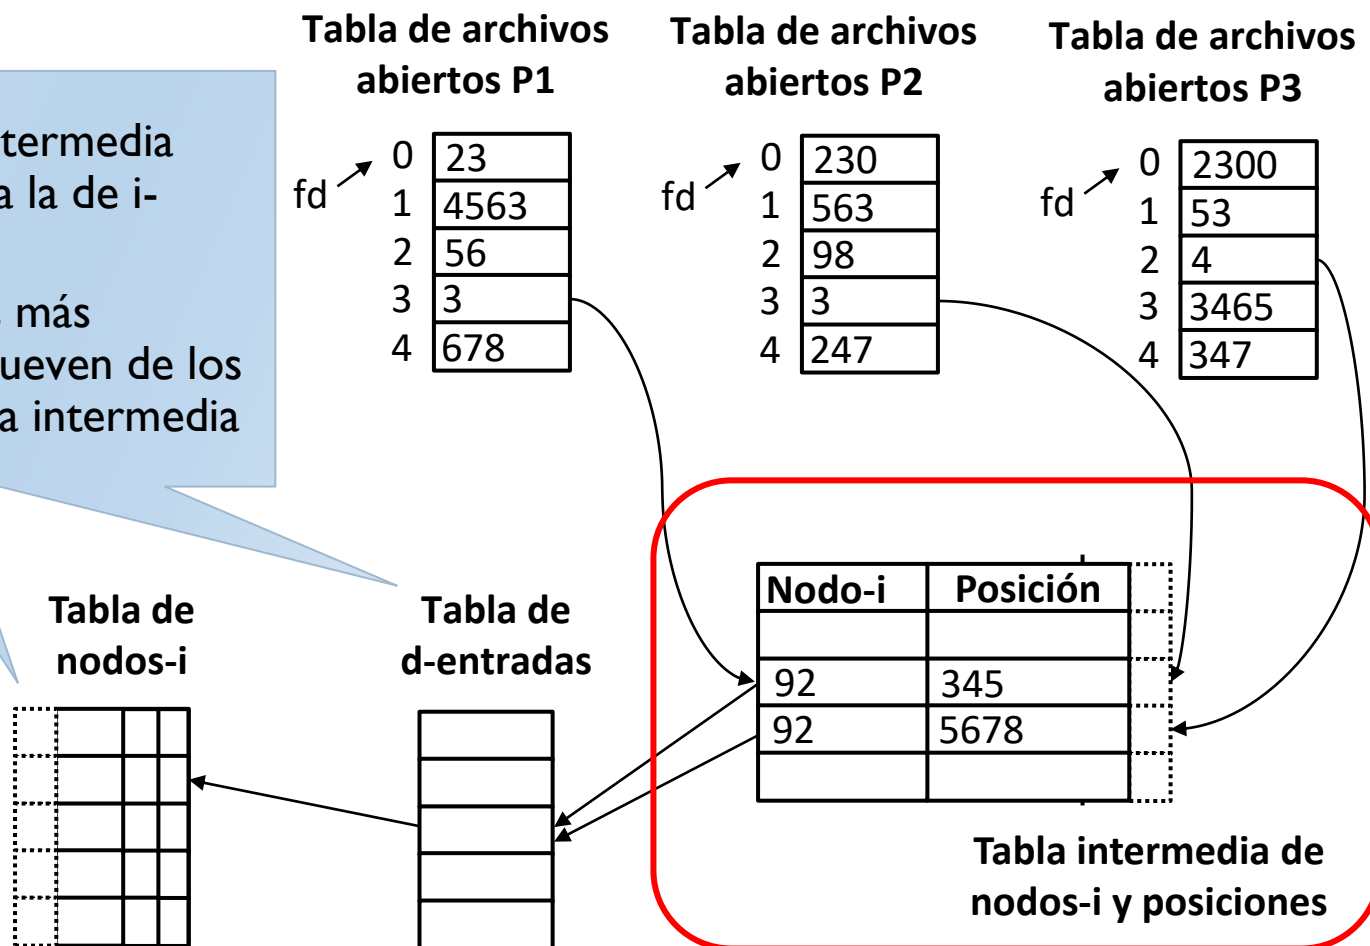 Tabla de archivos
abiertos P1
0 23
fd
1 4563
2 56
3 3
4 678
Tabla de archivos
abiertos P2
0 230
fd
1 563
2 98
3 3
4 247
Tabla de archivos
abiertos P3
0 2300
fd
1 53
2 4
3 3465
4 347
termedia
a la de i-
más
ueven de los
a intermedia
Tabla de
nodos-i
Tabla de
d-entradas
Nodo-i Posición
92 345
92 5678
Tabla intermedia de
nodos-i y posiciones